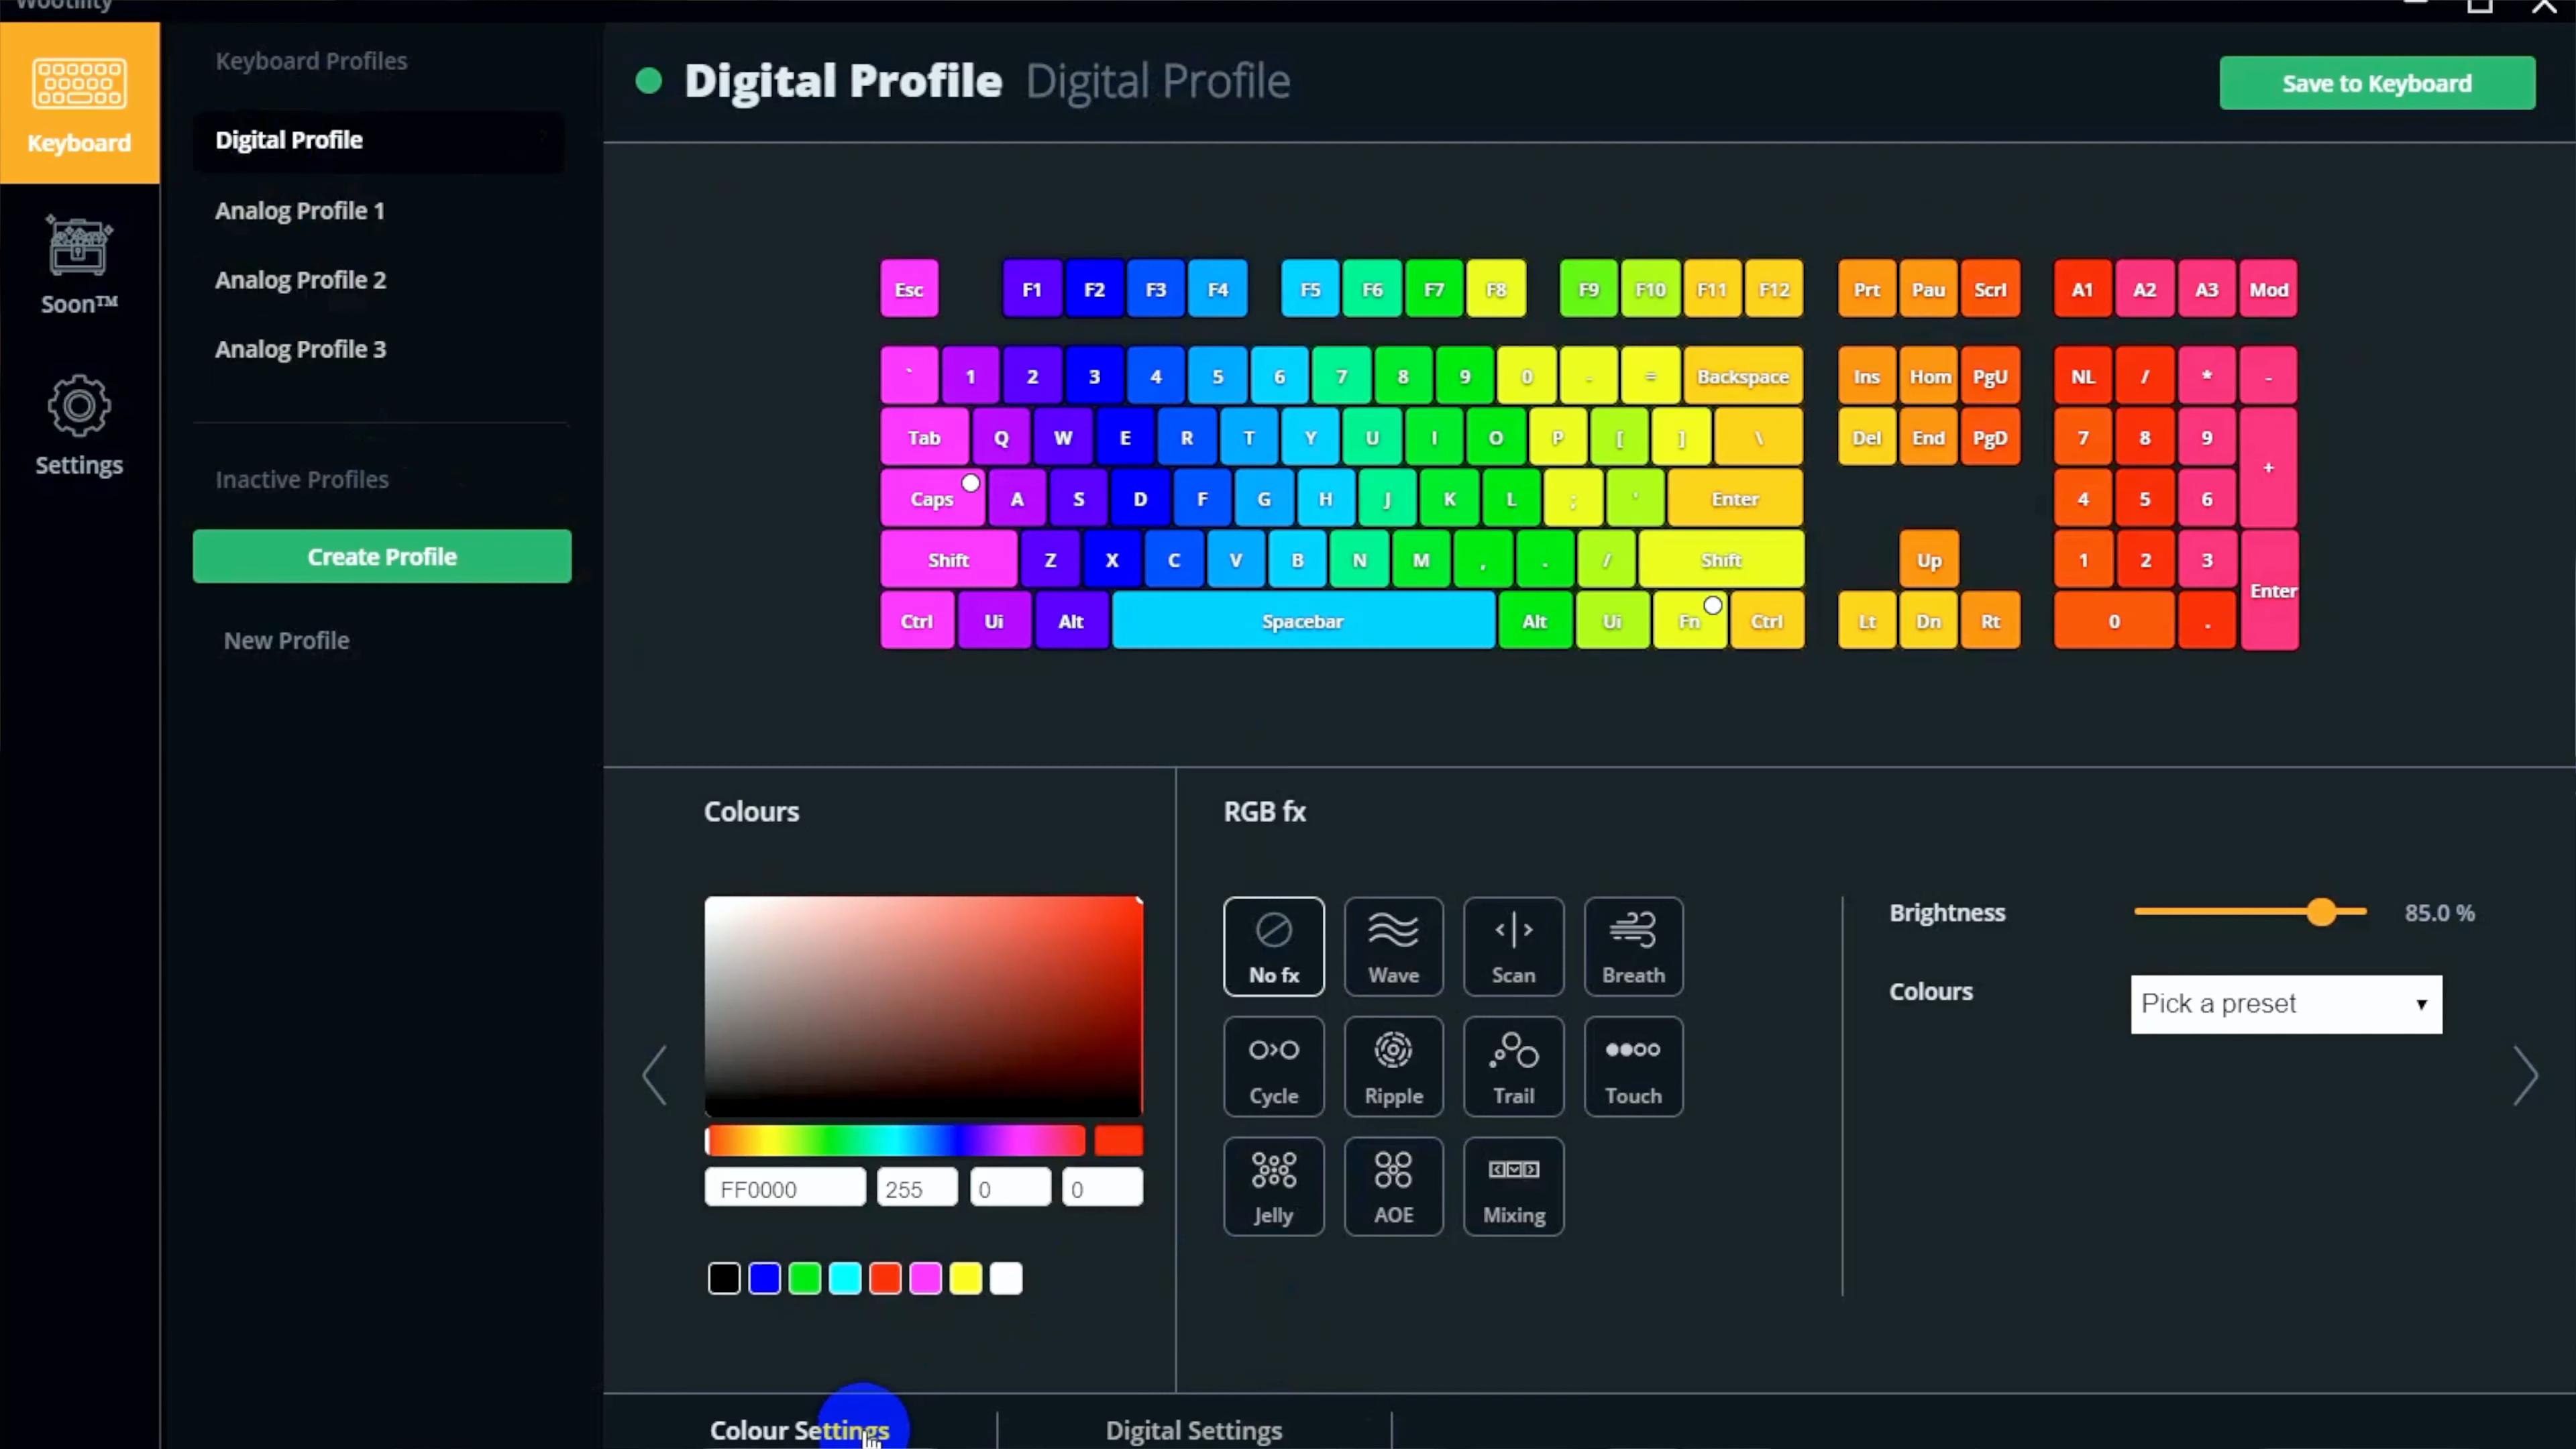 Wootility
Keyboard
Soon™
Settings
Keyboard Profiles
Digital Profile
Analog Profile 1
Analog Profile 2
Analog Profile 3
Inactive Profiles
Create Profile
New Profile
Digital Profile Digital Profile
Save to Keyboard
Esc F1 F2 F3 F4 F5 F6 F7 F8 F9 F10 F11 F12 Prt Pau Scrl A1 A2 A3 Mod
` 1 2 3 4 5 6 7 8 9 0 - = Backspace Ins Hom PgU NL / * -
Tab Q W E R T Y U I O P [ ] \ Del End PgD 7 8 9 +
Caps A S D F G H J K L ; ' Enter 4 5 6
Shift Z X C V B N M , . / Shift Up 1 2 3 Enter
Ctrl Ui Alt Spacebar Alt Ui Fn Ctrl Lt Dn Rt 0 .
Colours
FF0000 255 0 0
RGB fx
No fx Wave Scan Breath
Cycle Ripple Trail Touch
Jelly AOE Mixing
Brightness 85.0 %
Colours Pick a preset
Colour Settings Digital Settings